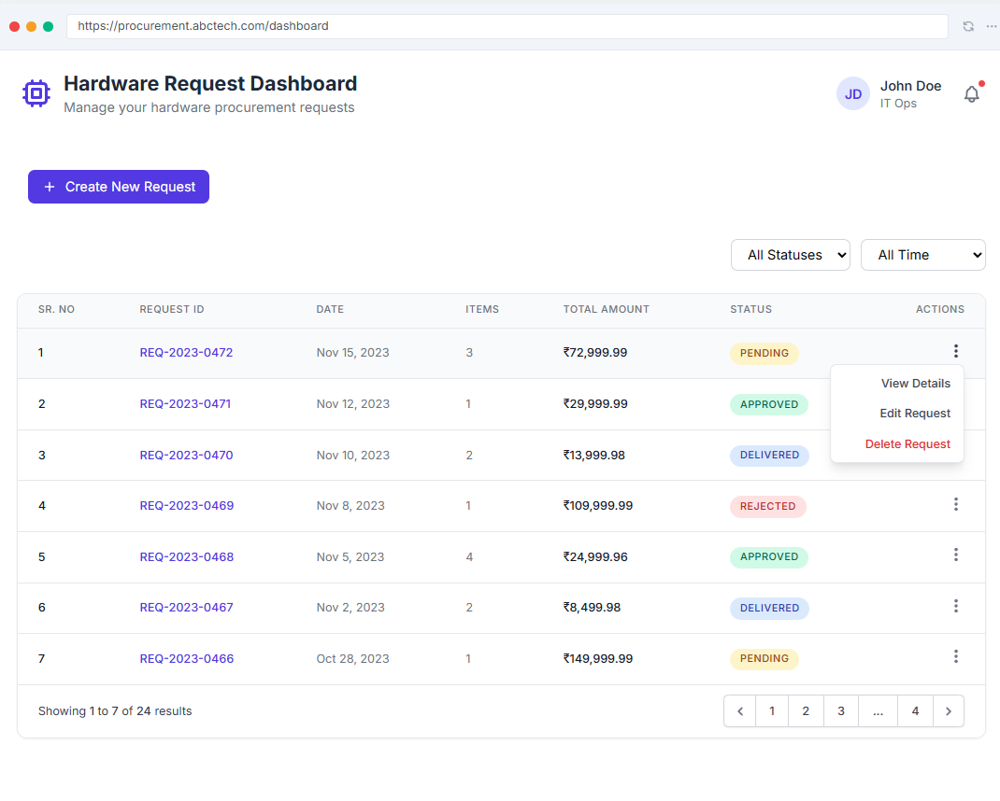 https://procurement.abctech.com/dashboard
Hardware Request Dashboard
Manage your hardware procurement requests
JD
John Doe
IT Ops
+ Create New Request
All Statuses
All Time
SR. NO REQUEST ID DATE ITEMS TOTAL AMOUNT STATUS ACTIONS
1 REQ-2023-0472 Nov 15, 2023 3 ₹72,999.99 PENDING
View Details
Edit Request
Delete Request
2 REQ-2023-0471 Nov 12, 2023 1 ₹29,999.99 APPROVED
3 REQ-2023-0470 Nov 10, 2023 2 ₹13,999.98 DELIVERED
4 REQ-2023-0469 Nov 8, 2023 1 ₹109,999.99 REJECTED
5 REQ-2023-0468 Nov 5, 2023 4 ₹24,999.96 APPROVED
6 REQ-2023-0467 Nov 2, 2023 2 ₹8,499.98 DELIVERED
7 REQ-2023-0466 Oct 28, 2023 1 ₹149,999.99 PENDING
Showing 1 to 7 of 24 results
1 2 3 ... 4